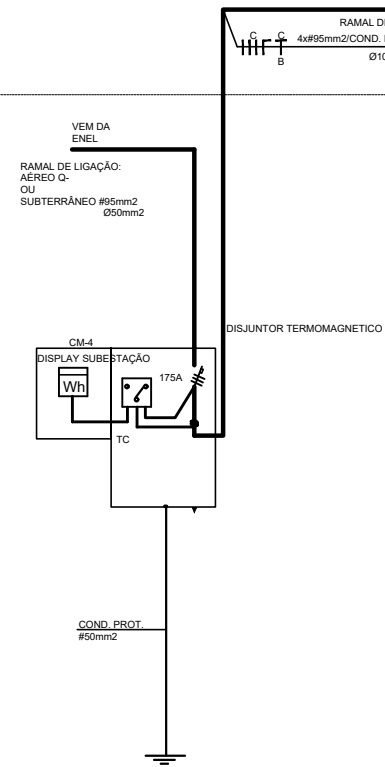 RAMAL DE
C C 4x#95mm2/COND.
B Ø10
VEM DA
ENEL
RAMAL DE LIGAÇÃO:
AÉREO Q-
OU
SUBTERRÂNEO #95mm2
Ø50mm2
DISJUNTOR TERMOMAGNETICO
CM-4
DISPLAY SUBESTAÇÃO
175A
Wh
TC
COND. PROT.
#50mm2